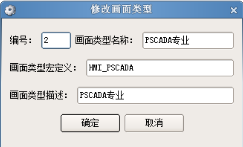 修改画面类型
编号： 2 画面类型名称： PSCADA专业
画面类型宏定义： HMI_PSCADA
画面类型描述： PSCADA专业
确定 取消